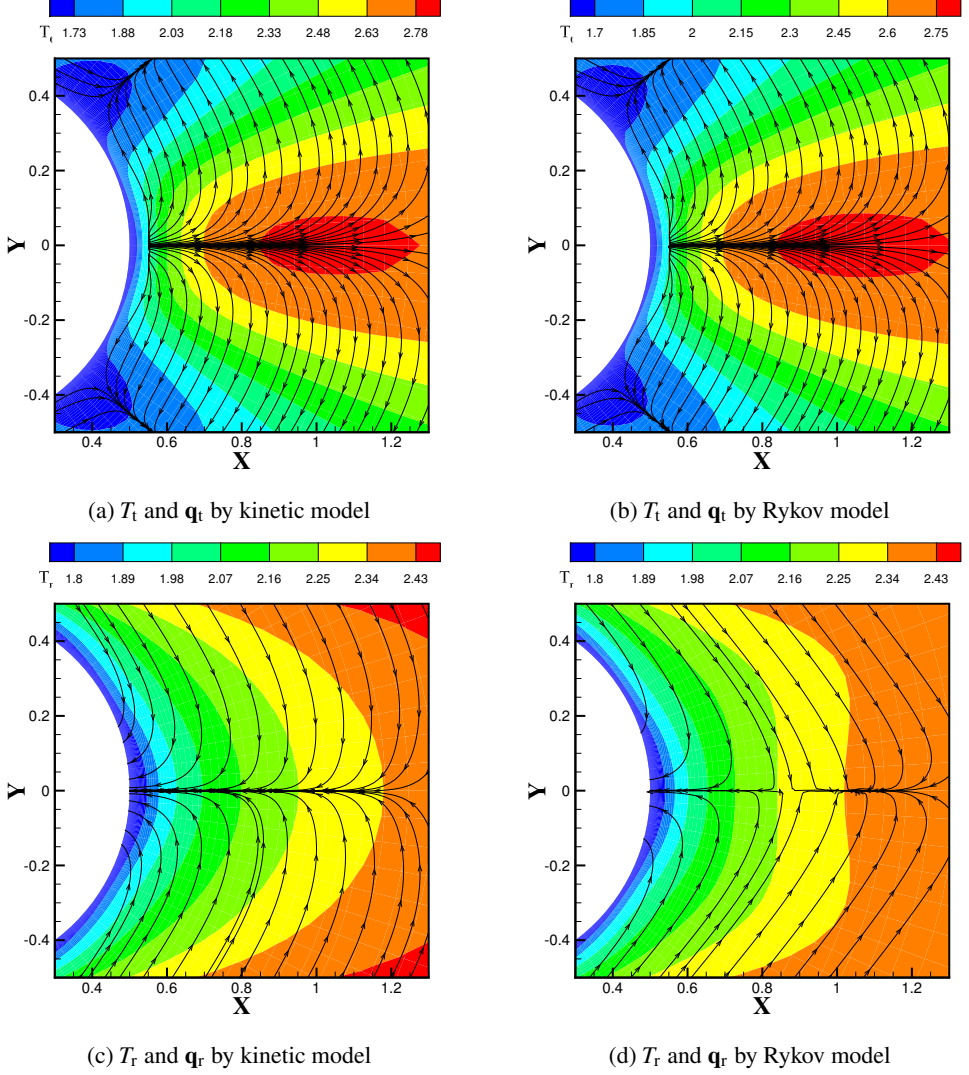 1.73 1.88 2.03 2.18 2.33 2.48 2.63 2.78
1.7 1.85 2 2.15 2.3 2.45 2.6 2.75
0.4
0.2
0
-0.2
-0.4
Y
0.4 0.6 0.8 1 1.2
X
0.4
0.2
0
-0.2
-0.4
Y
0.4 0.6 0.8 1 1.2
X
(a) Tt and qt by kinetic model
(b) Tt and qt by Rykov model
Tr 1.8 1.89 1.98 2.07 2.16 2.25 2.34 2.43
Tr 1.8 1.89 1.98 2.07 2.16 2.25 2.34 2.43
0.4
0.2
0
-0.2
-0.4
Y
0.4 0.6 0.8 1 1.2
X
0.4
0.2
0
-0.2
-0.4
Y
0.4 0.6 0.8 1 1.2
X
(c) Tr and qr by kinetic model
(d) Tr and qr by Rykov model